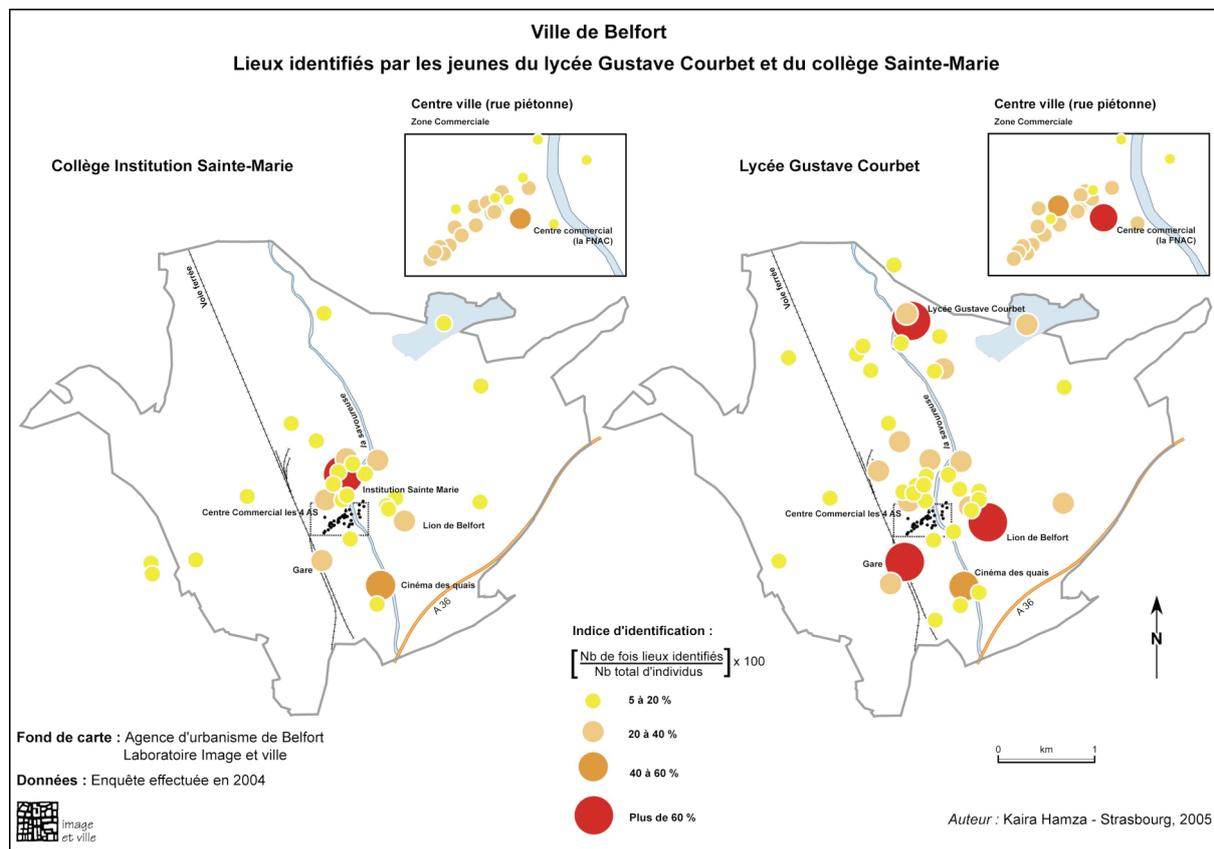 Ville de Belfort
Lieux identifiés par les jeunes du lycée Gustave Courbet et du collège Sainte-Marie
Centre ville (rue piétonne)
Zone Commerciale
Collège Institution Sainte-Marie
Centre commercial
(la FNAC)
Voie ferrée
la savoureuse
Institution Sainte Marie
Centre Commercial les 4 AS
Lion de Belfort
Gare
Cinéma des quais
A 36
Centre ville (rue piétonne)
Zone Commerciale
Lycée Gustave Courbet
Centre commercial
(la FNAC)
Voie ferrée
Lycée Gustave Courbet
la savoureuse
Centre Commercial les 4 AS
Lion de Belfort
Gare
Cinéma des quais
A 36
N
Indice d'identification :
[Nb de fois lieux identifiés
Nb total d'individus] x 100
5 à 20 %
20 à 40 %
40 à 60 %
Plus de 60 %
0 km 1
Fond de carte : Agence d'urbanisme de Belfort
Laboratoire Image et ville
Données : Enquête effectuée en 2004
image
et ville
Auteur : Kaira Hamza - Strasbourg, 2005